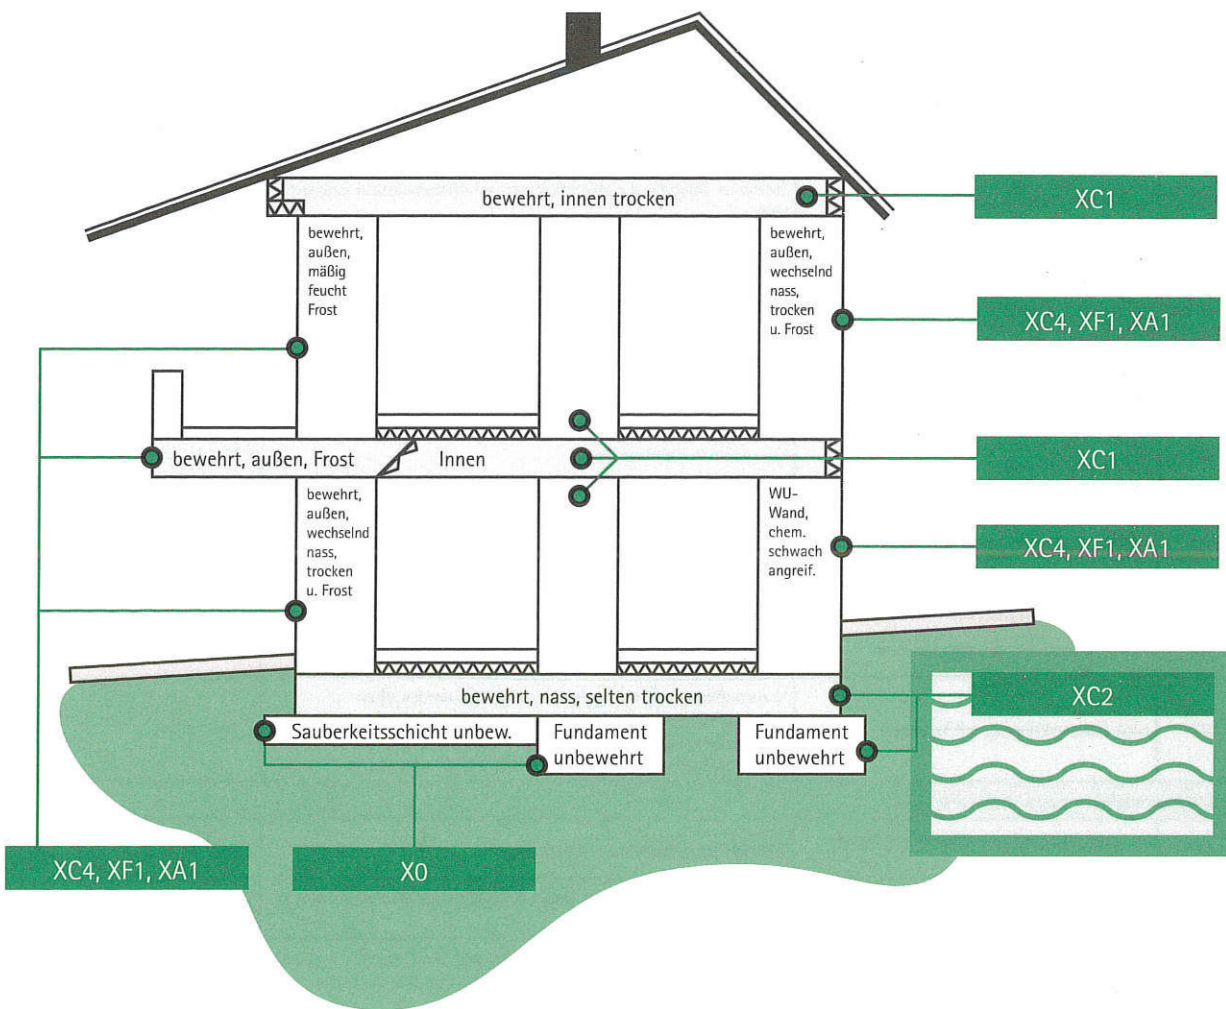 bewehrt, innen trocken
XC1
bewehrt,
außen,
mäßig
feucht
Frost
bewehrt,
außen,
wechselnd
nass,
trocken
u. Frost
XC4, XF1, XA1
bewehrt, außen, Frost
Innen
XC1
bewehrt,
außen,
wechselnd
nass,
trocken
u. Frost
WU-
Wand,
chem.
schwach
angreif.
XC4, XF1, XA1
bewehrt, nass, selten trocken
XC2
Sauberkeitsschicht unbew.
Fundament
unbewehrt
Fundament
unbewehrt
XC4, XF1, XA1
X0